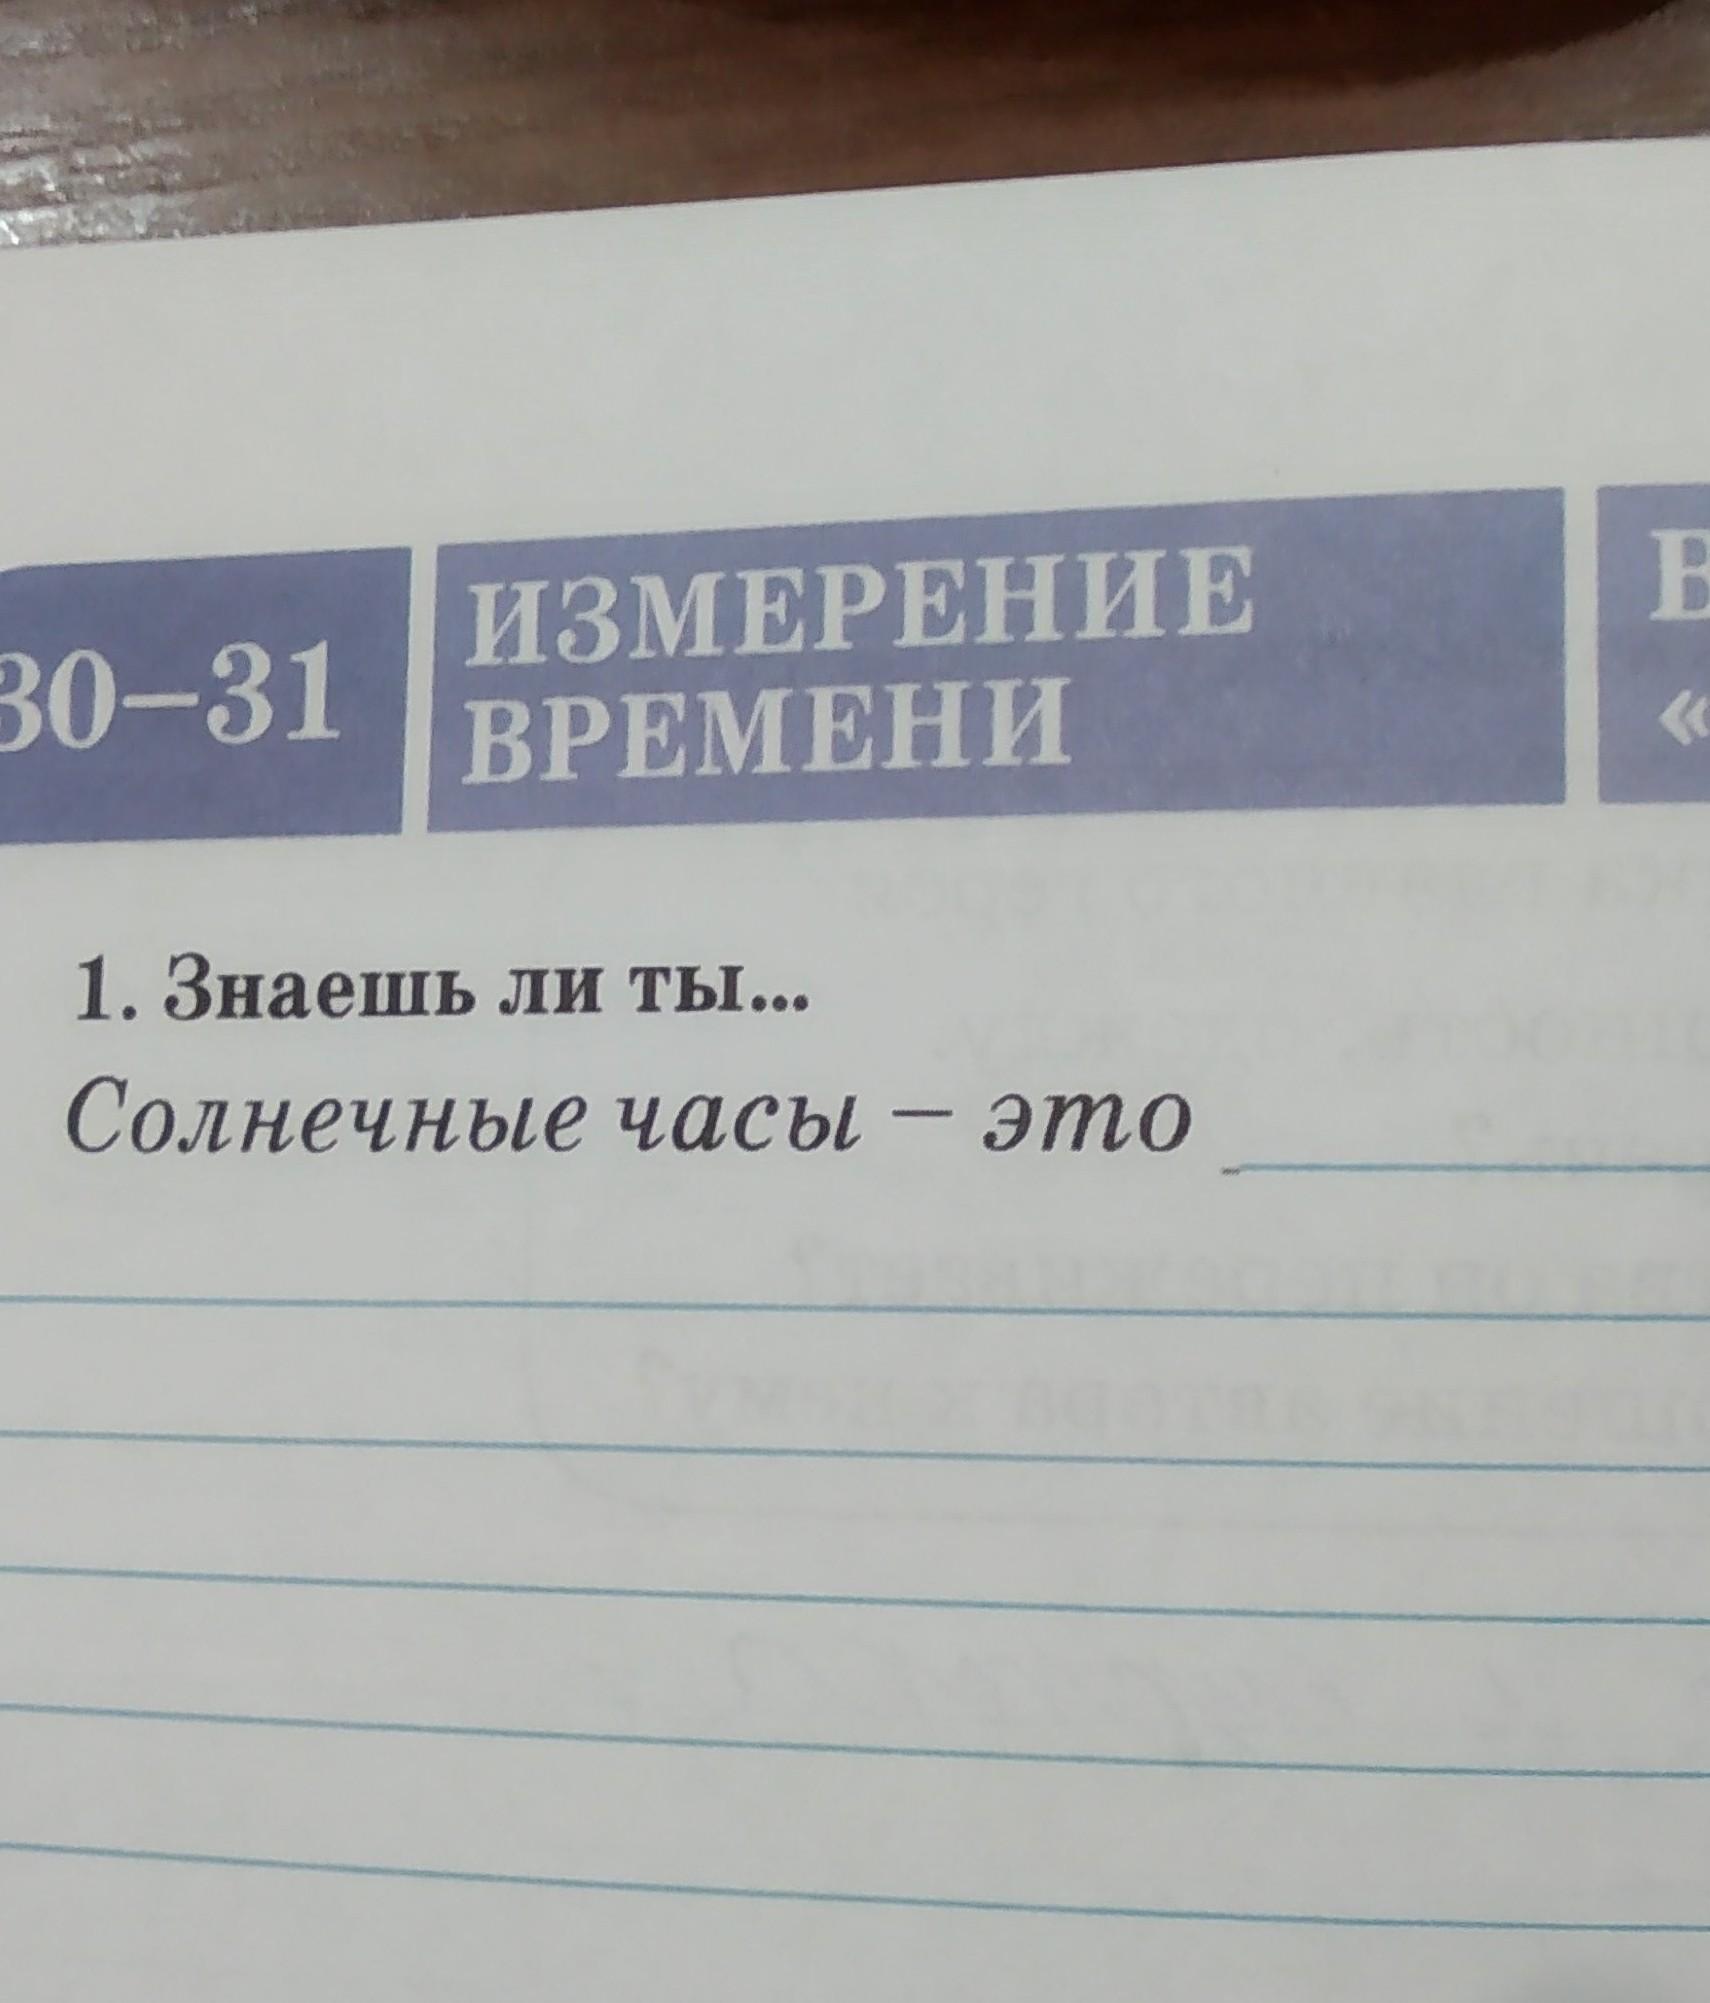 30–31
ИЗМЕРЕНИЕ
ВРЕМЕНИ
В
«
1. Знаешь ли ты...
Солнечные часы – это